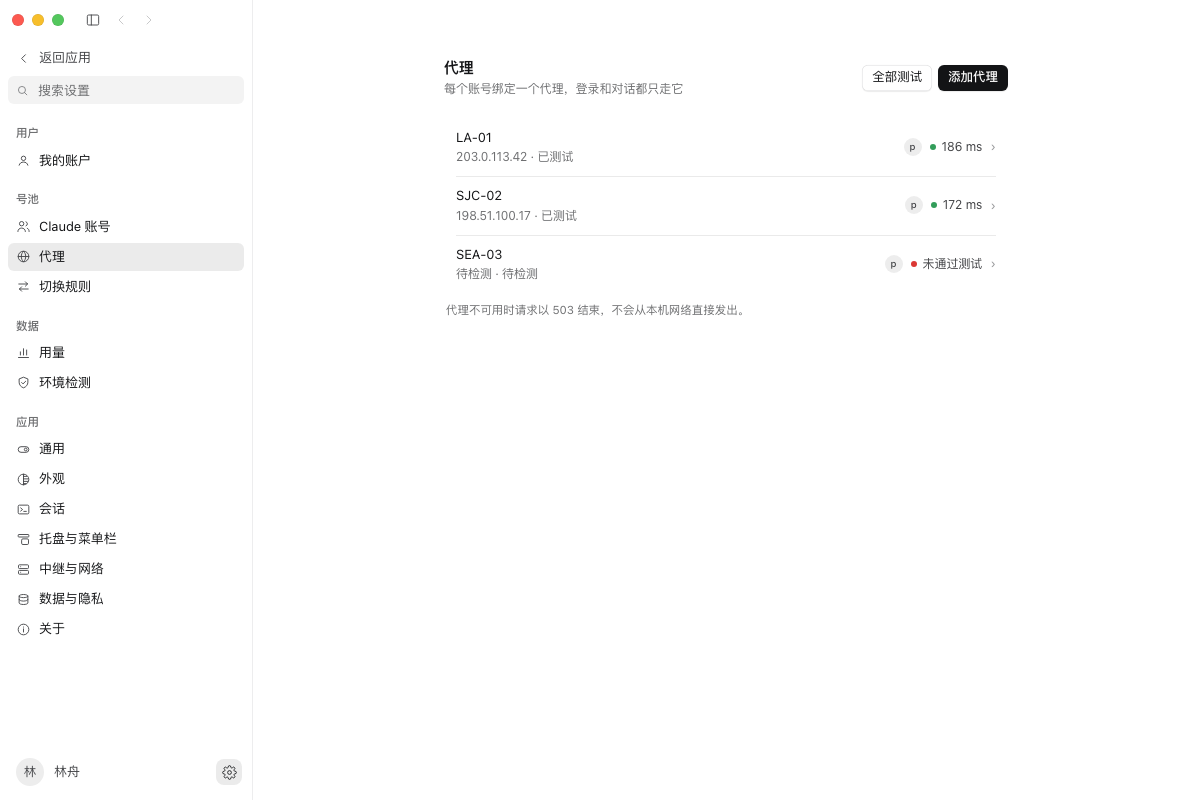 返回应用
搜索设置
用户
我的账户
号池
Claude 账号
代理
切换规则
数据
用量
环境检测
应用
通用
外观
会话
托盘与菜单栏
中继与网络
数据与隐私
关于
林 林舟
代理
每个账号绑定一个代理，登录和对话都只走它
全部测试 添加代理
LA-01
203.0.113.42 · 已测试
p 186 ms
SJC-02
198.51.100.17 · 已测试
p 172 ms
SEA-03
待检测 · 待检测
p 未通过测试
代理不可用时请求以 503 结束，不会从本机网络直接发出。